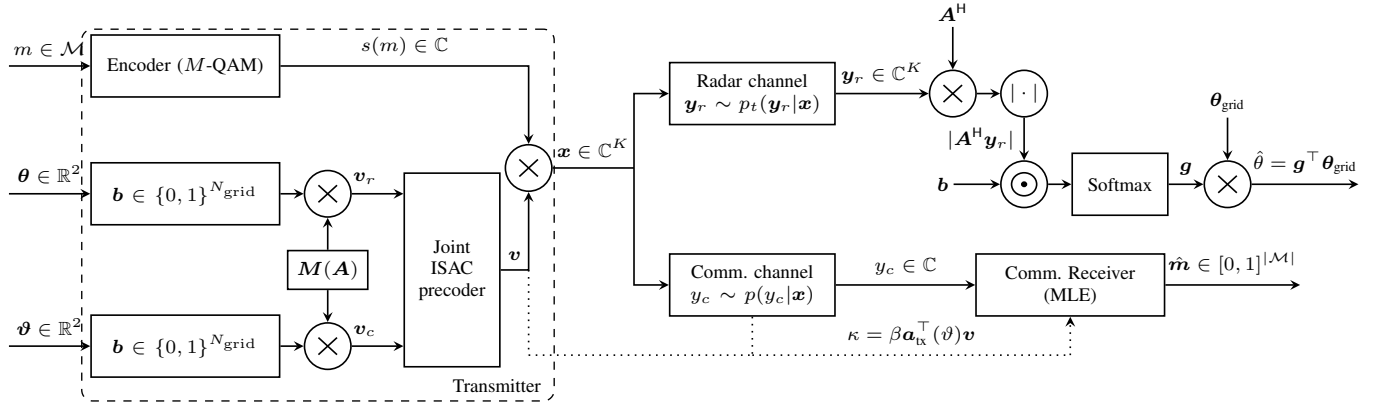 m ∈ ℳ
Encoder (M-QAM)
s(m) ∈ ℂ
θ ∈ ℝ²
b ∈ {0, 1}^{N_grid}
v_r
M(A)
ϑ ∈ ℝ²
b ∈ {0, 1}^{N_grid}
v_c
Joint
ISAC
precoder
v
Transmitter
x ∈ ℂ^K
Radar channel
y_r ∼ p_t(y_r|x)
y_r ∈ ℂ^K
A^H
| · |
|A^H y_r|
b
Softmax
g
θ_grid
θ̂ = g^⊤ θ_grid
Comm. channel
y_c ∼ p(y_c|x)
y_c ∈ ℂ
Comm. Receiver
(MLE)
m̂ ∈ [0, 1]^{|ℳ|}
κ = βa_tx^⊤(ϑ)v